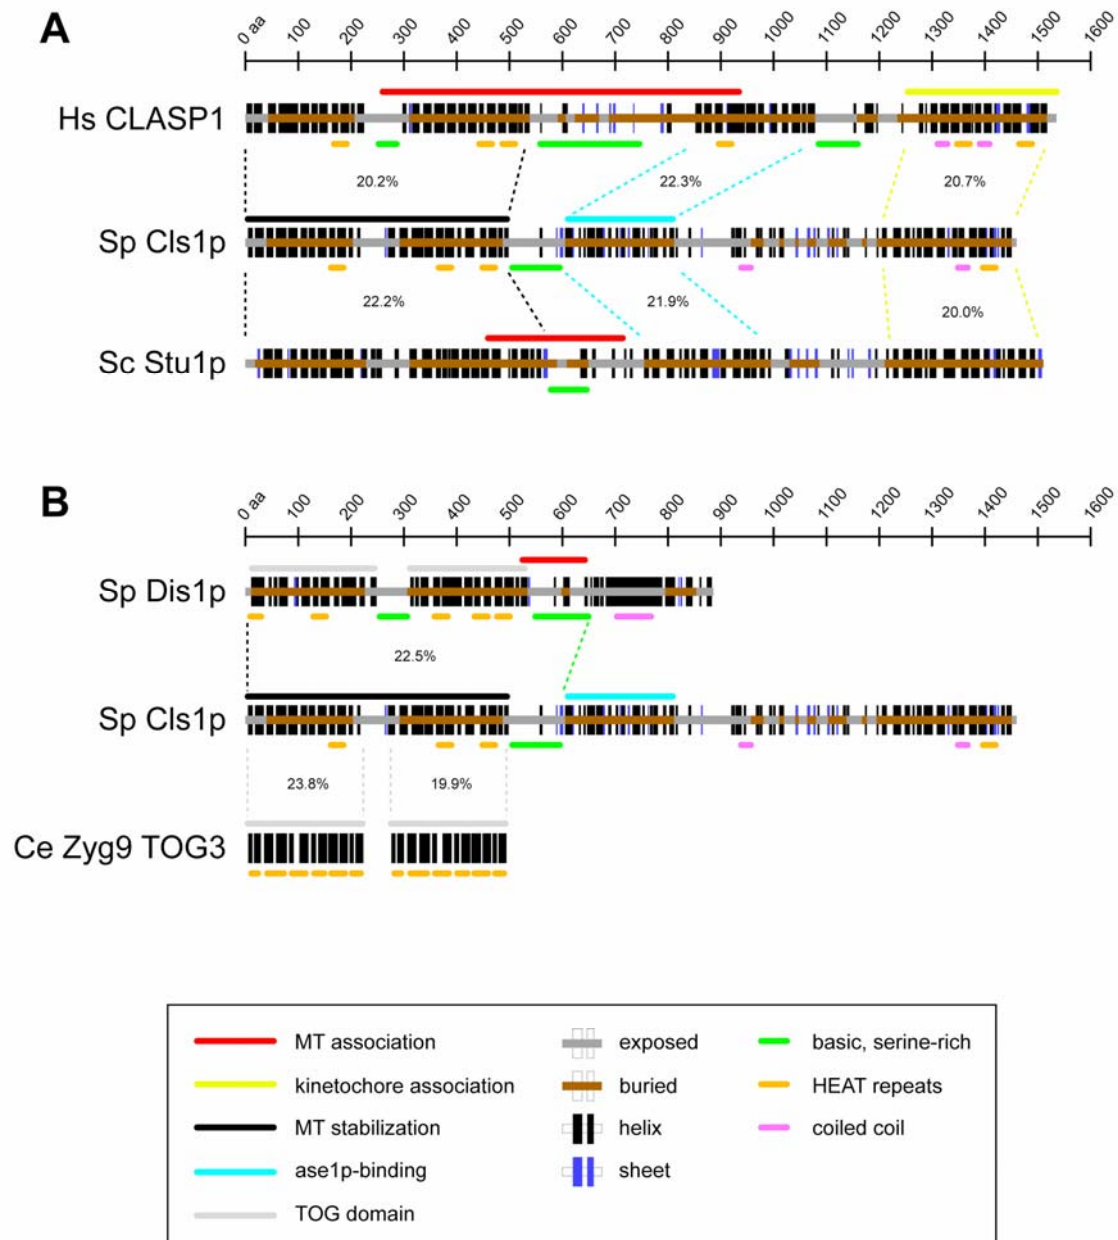 A
0 aa 100 200 300 400 500 600 700 800 900 1000 1100 1200 1300 1400 1500 1600
Hs CLASP1
20.2% 22.3% 20.7%
Sp Cls1p
22.2% 21.9% 20.0%
Sc Stu1p
B
0 aa 100 200 300 400 500 600 700 800 900 1000 1100 1200 1300 1400 1500 1600
Sp Dis1p
22.5%
Sp Cls1p
23.8% 19.9%
Ce Zyg9 TOG3
MT association
kinetochore association
MT stabilization
ase1p-binding
TOG domain
exposed
buried
helix
sheet
basic, serine-rich
HEAT repeats
coiled coil